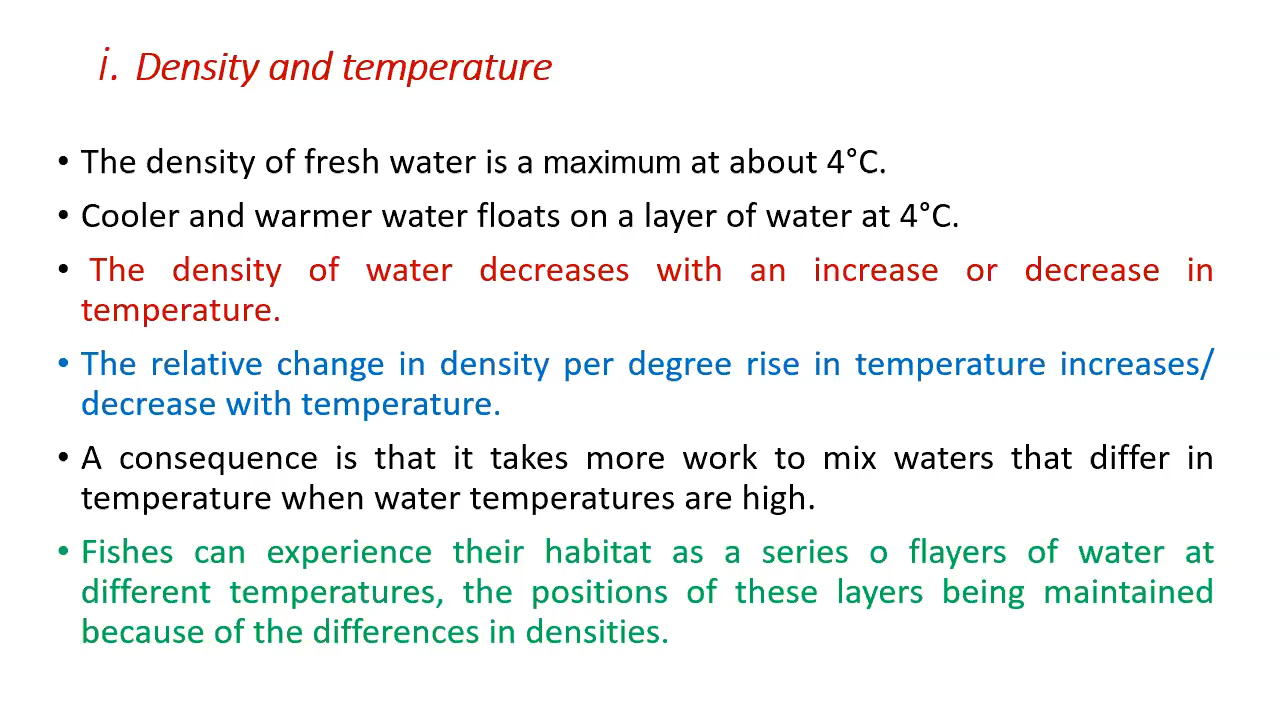 i. Density and temperature
• The density of fresh water is a maximum at about 4°C.
• Cooler and warmer water floats on a layer of water at 4°C.
• The density of water decreases with an increase or decrease in
temperature.
• The relative change in density per degree rise in temperature increases/
decrease with temperature.
• A consequence is that it takes more work to mix waters that differ in
temperature when water temperatures are high.
• Fishes can experience their habitat as a series o flayers of water at
different temperatures, the positions of these layers being maintained
because of the differences in densities.